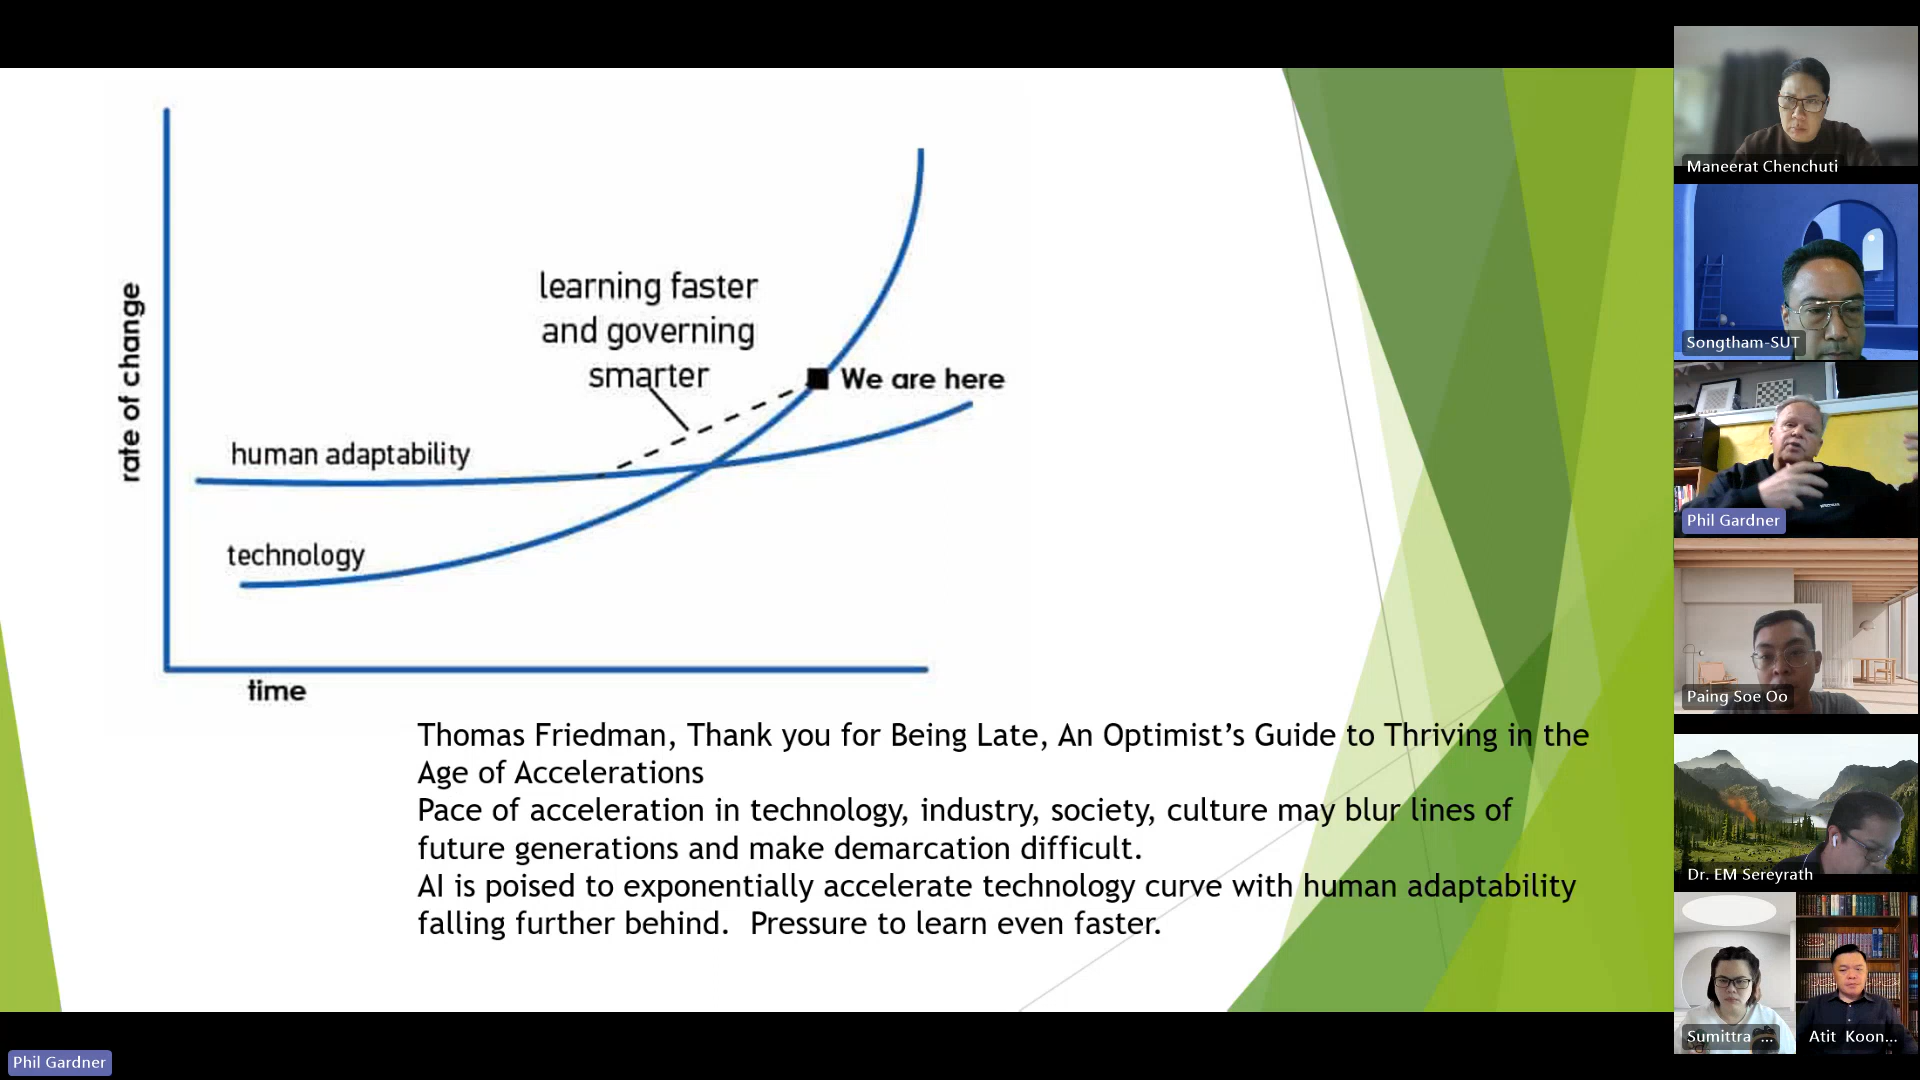 rate of change
learning faster
and governing
smarter
We are here
human adaptability
technology
time
Thomas Friedman, Thank you for Being Late, An Optimist’s Guide to Thriving in the
Age of Accelerations
Pace of acceleration in technology, industry, society, culture may blur lines of
future generations and make demarcation difficult.
AI is poised to exponentially accelerate technology curve with human adaptability
falling further behind.  Pressure to learn even faster.
Maneerat Chenchuti
Songtham-SUT
Phil Gardner
Paing Soe Oo
Dr. EM Sereyrath
Sumittra ...
Atit Koon...
Phil Gardner